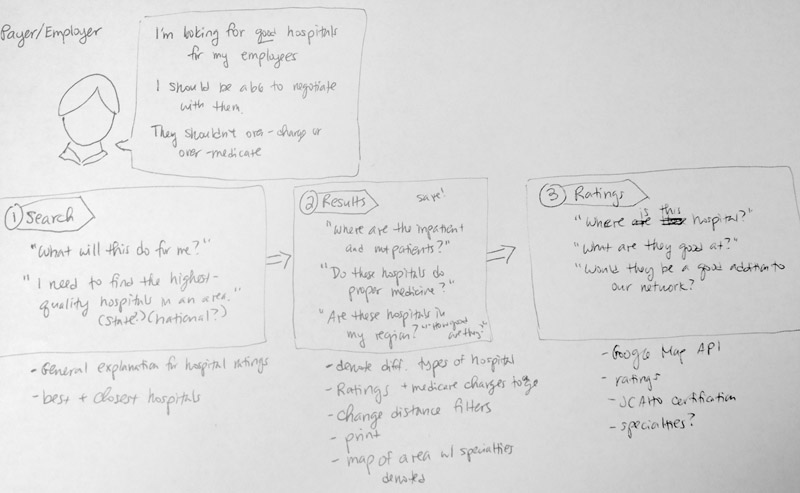 Payer/Employer
I'm looking for good hospitals
for my employees
I should be able to negotiate
with them.
They shouldn't over-charge or
over-medicate
① Search
"What will this do for me?"
"I need to find the highest-
quality hospitals in an area."
(State?) (national?)
- General explanation for hospital ratings
- best + closest hospitals
② Results
save!
"Where are the inpatient
and outpatients?"
"Do these hospitals do
proper medicine?"
"Are these hospitals in
my region?" "How good
are they?"
- denote diff. types of hospital
- Ratings + medicare charges
- change distance filters
- print
- map of area w/ specialties
denoted
③ Ratings
"Where is this hospital?"
"What are they good at?"
"Would they be a good addition to
our network?
- Google Map API
- ratings
- JCAHO certification
- specialties?